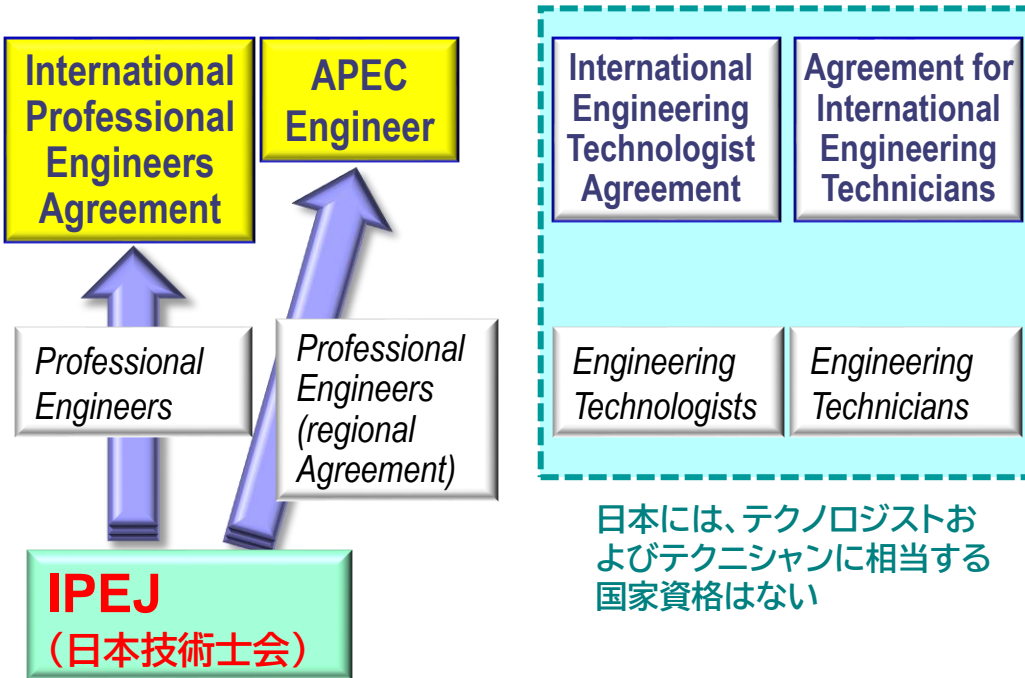 International
Professional
Engineers
Agreement
APEC
Engineer
International
Engineering
Technologist
Agreement
Agreement for
International
Engineering
Technicians
Professional
Engineers
Professional
Engineers
(regional
Agreement)
Engineering
Technologists
Engineering
Technicians
IPEJ
（日本技術士会）
日本には、テクノロジストお
よびテクニシャンに相当する
国家資格はない